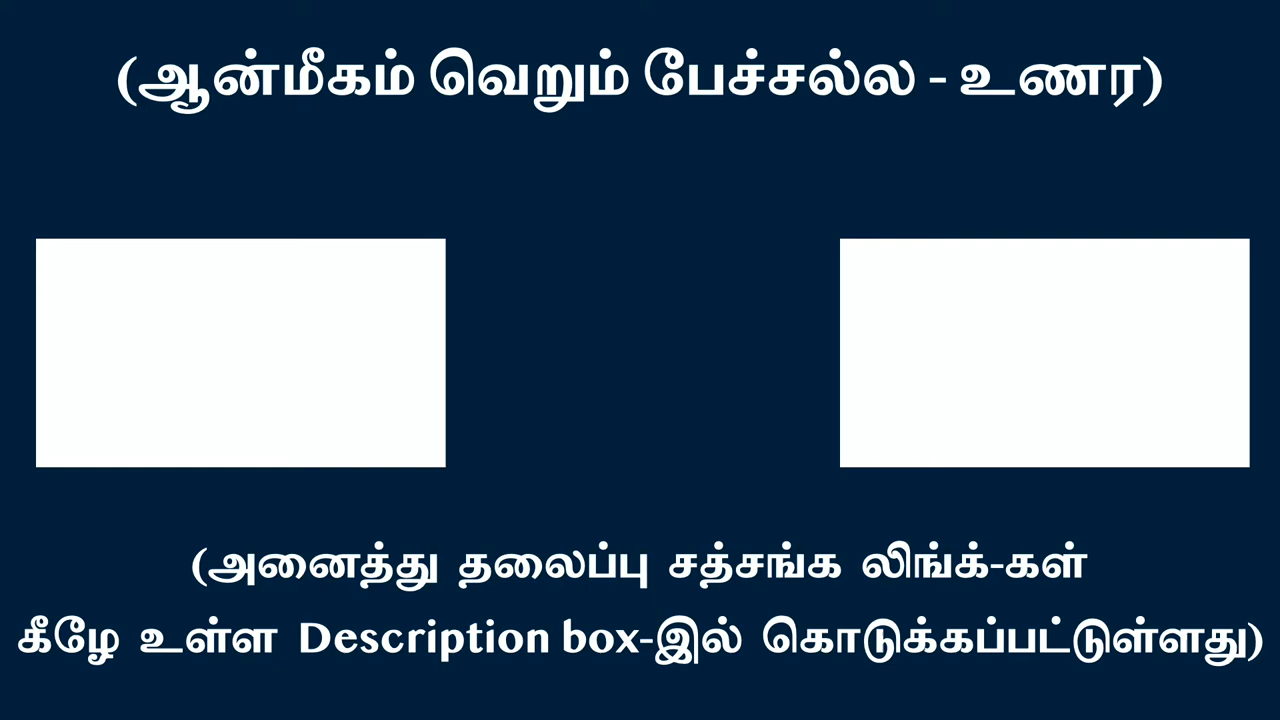 (ஆன்மீகம் வெறும் பேச்சல்ல - உணர)
(அனைத்து தலைப்பு சத்சங்க லிங்க்-கள்
கீழே உள்ள Description box-இல் கொடுக்கப்பட்டுள்ளது)